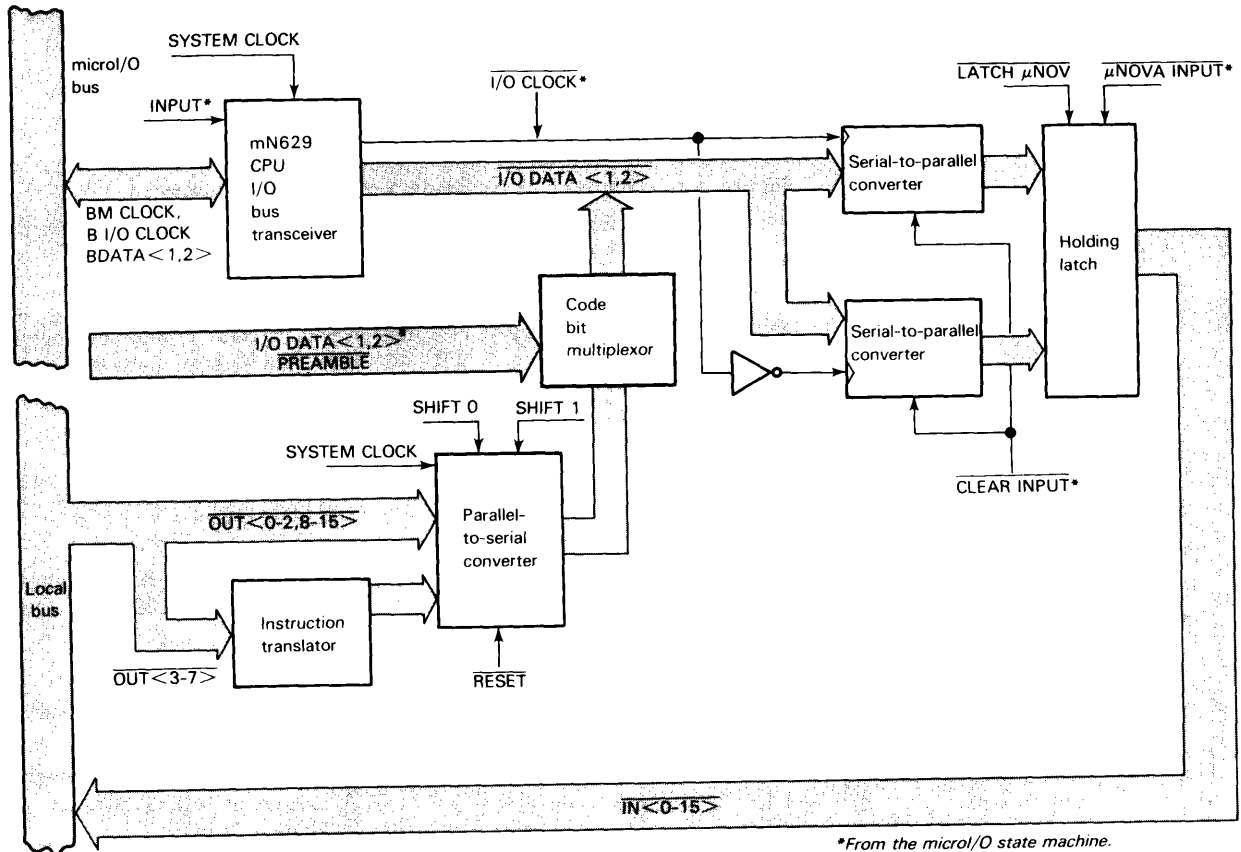 SYSTEM CLOCK
microI/O
bus
INPUT*
I/O CLOCK*
LATCH μNOV
μNOVA INPUT*
mN629
CPU
I/O
bus
transceiver
I/O DATA <1,2>
Serial-to-parallel
converter
BM CLOCK,
B I/O CLOCK
BDATA<1,2>
Holding
latch
Code
bit
multiplexor
Serial-to-parallel
converter
I/O DATA<1,2>*
PREAMBLE
SHIFT 0
SHIFT 1
SYSTEM CLOCK
CLEAR INPUT*
OUT<0-2,8-15>
Parallel-
to-serial
converter
Local
bus
Instruction
translator
OUT<3-7>
RESET
IN<0-15>
*From the microI/O state machine.